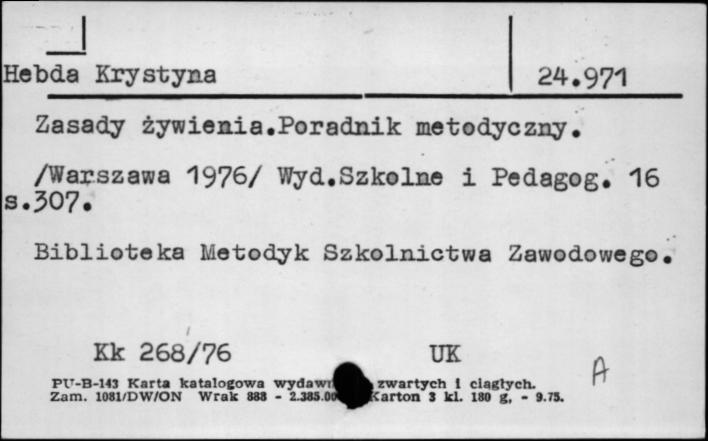 Hebda Krystyna 24.971
Zasady żywienia.Poradnik metodyczny.
/Warszawa 1976/ Wyd.Szkolne i Pedagog. 16
s.307.
Biblioteka Metodyk Szkolnictwa Zawodowego.
Kk 268/76 UK
A
PU-B-143 Karta katalogowa zwartych i ciągłych.
Zam. 1081/DW/ON Wrak 888 - 2.385.00 Karton 3 kl. 180 g, - 9.75.